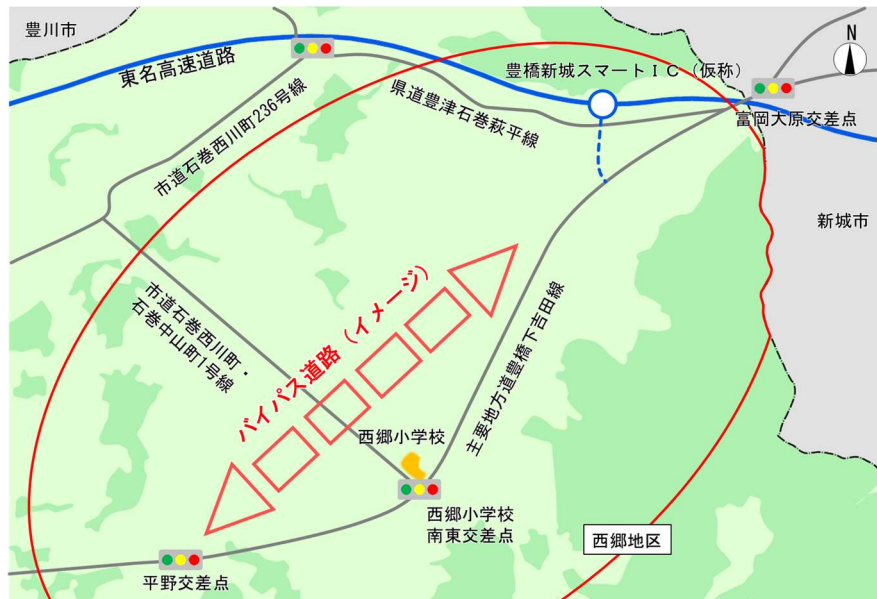 豊川市
東名高速道路
N
豊橋新城スマートIC（仮称）
富岡大原交差点
県道豊津石巻萩平線
市道石巻西川町236号線
新城市
市道石巻西川町・
石巻中山町1号線
バイパス道路（イメージ）
主要地方道豊橋下吉田線
西郷小学校
西郷小学校
南東交差点
西郷地区
平野交差点